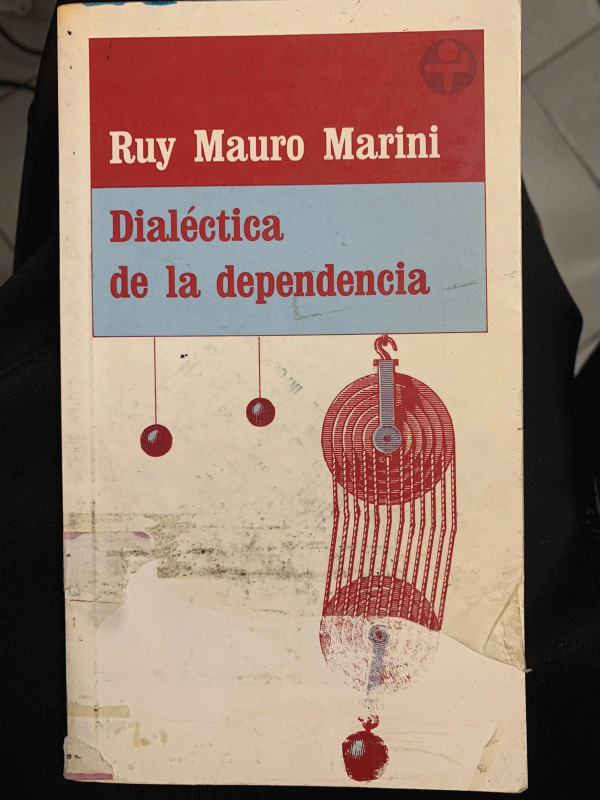 Ruy Mauro Marini
Dialéctica
de la dependencia